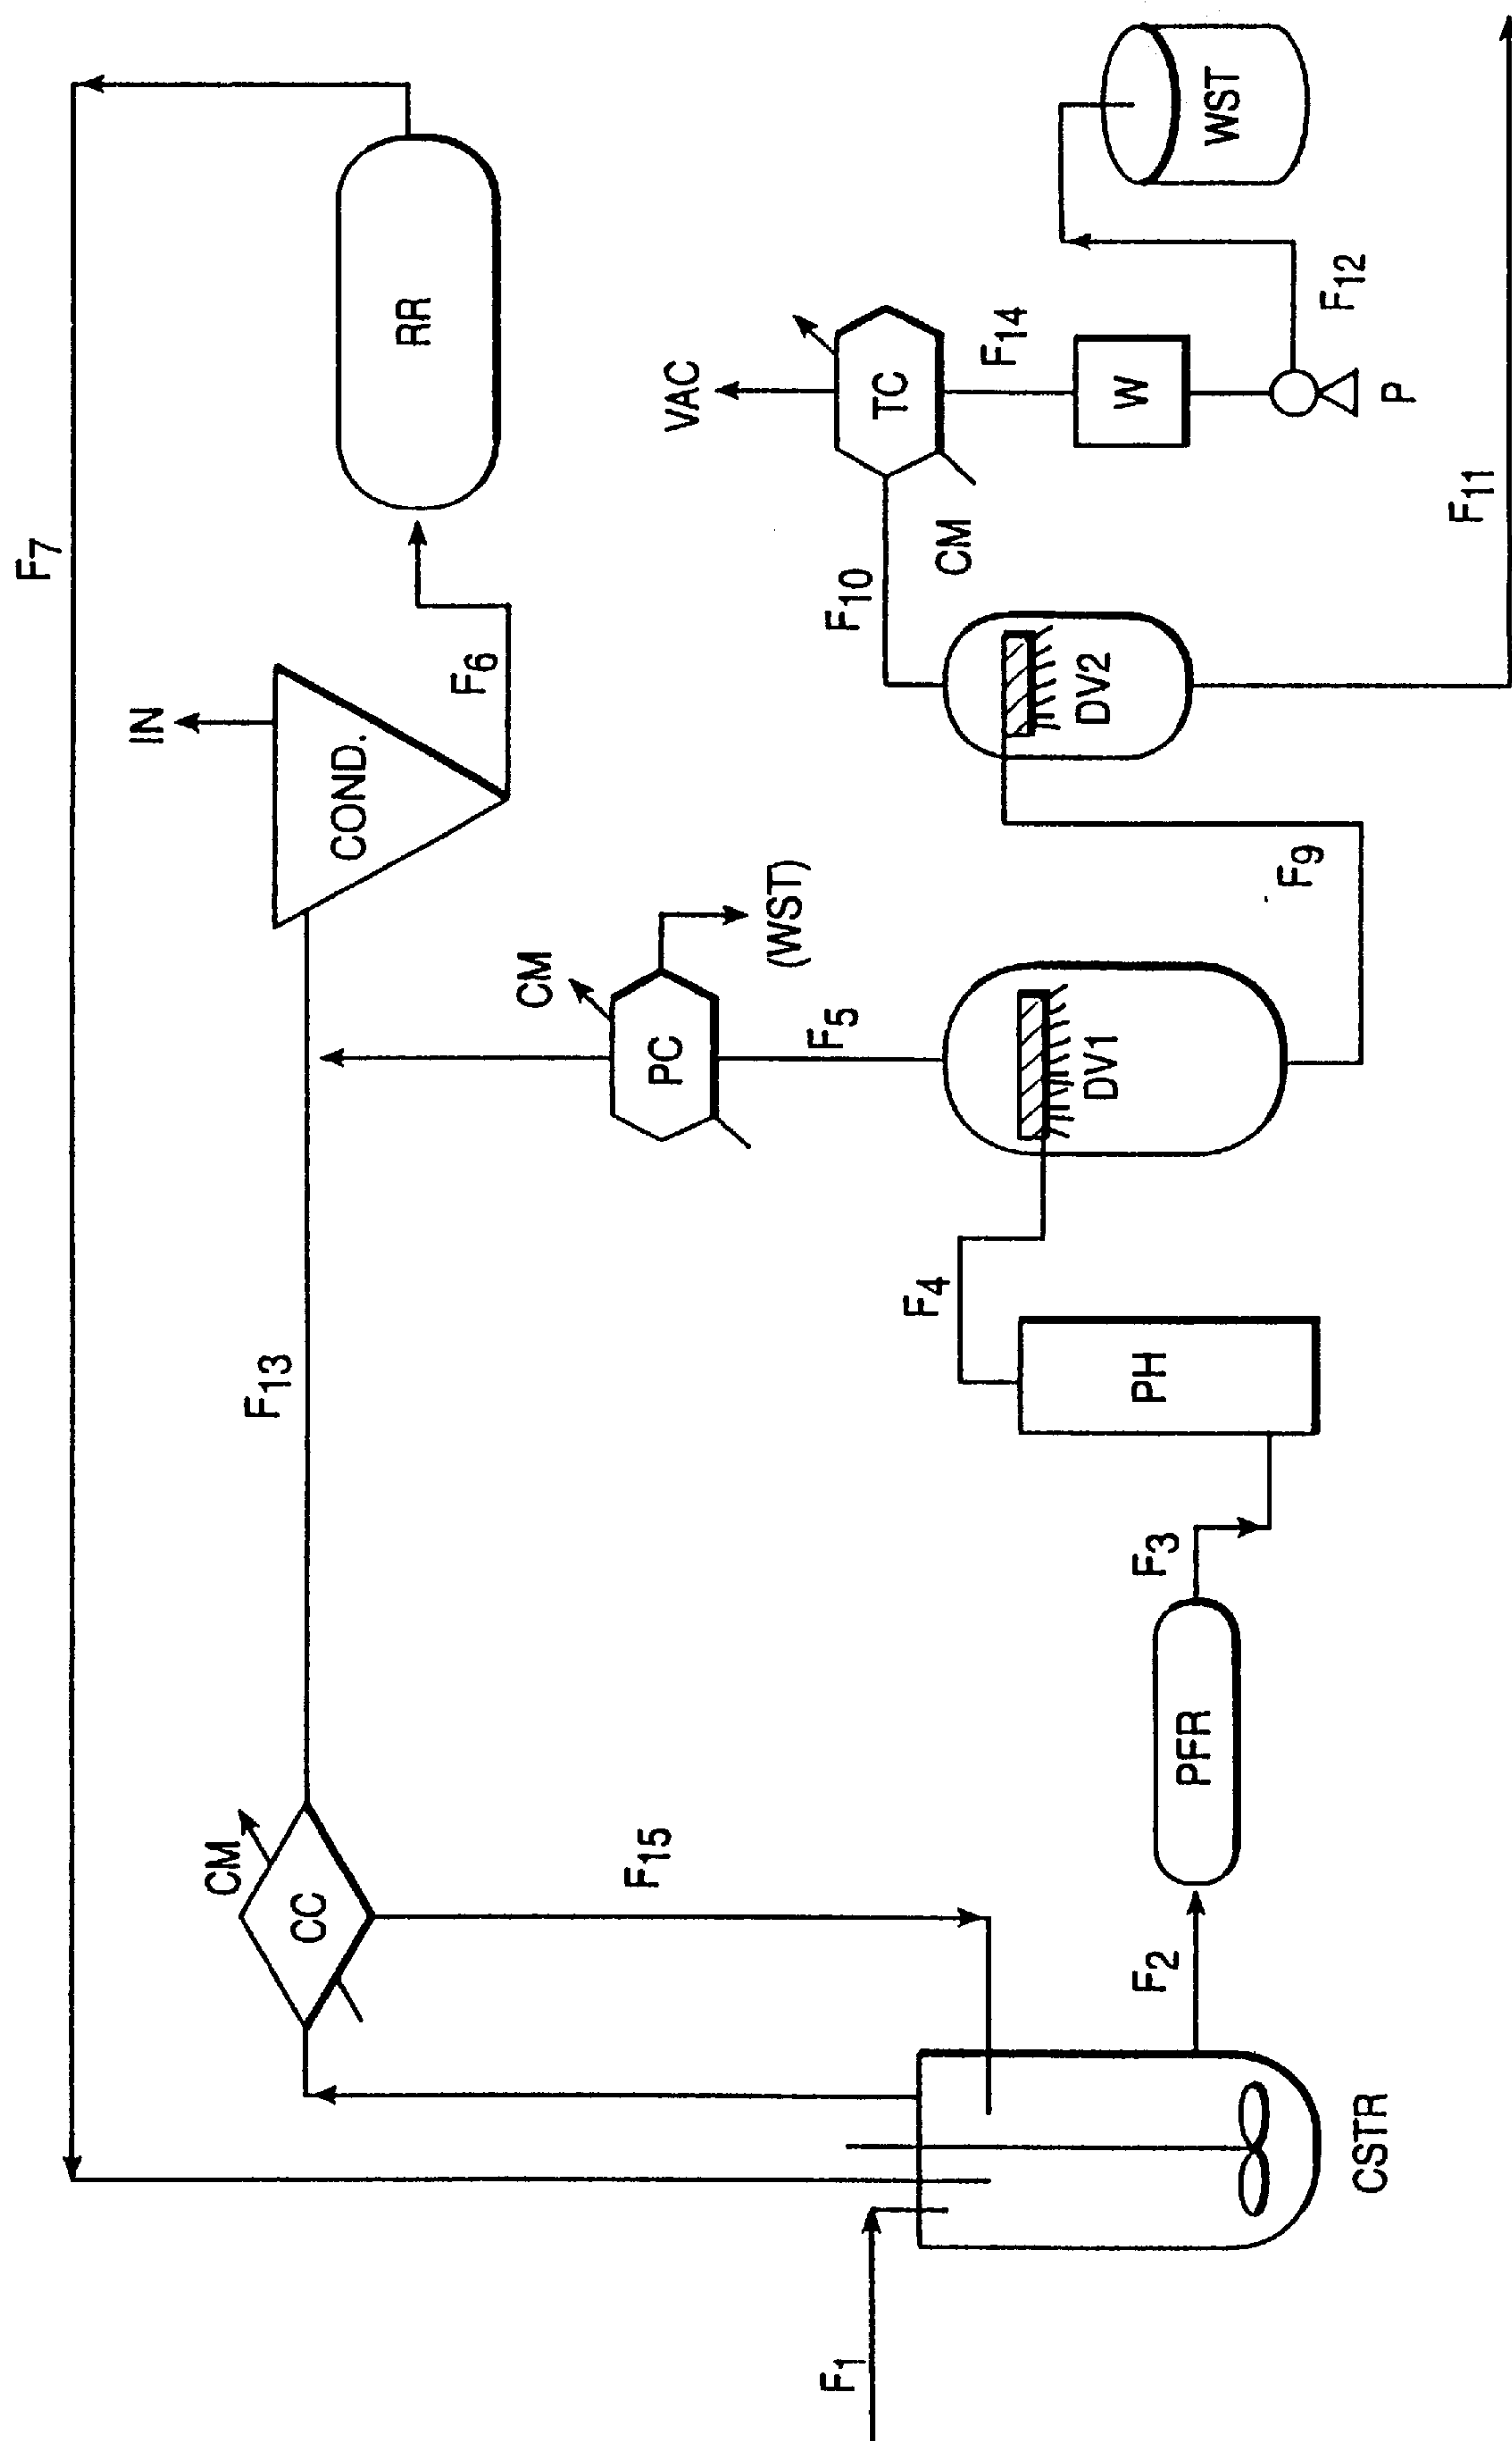 F7
IN
COND.
F6
RR
F13
CM
CC
F15
CM
PC
(WST)
F5
VAC
TC
CM
F10
F14
W
P
F12
WST
F1
CSTR
F2
PFR
F3
PH
F4
DV1
F9
DV2
F11